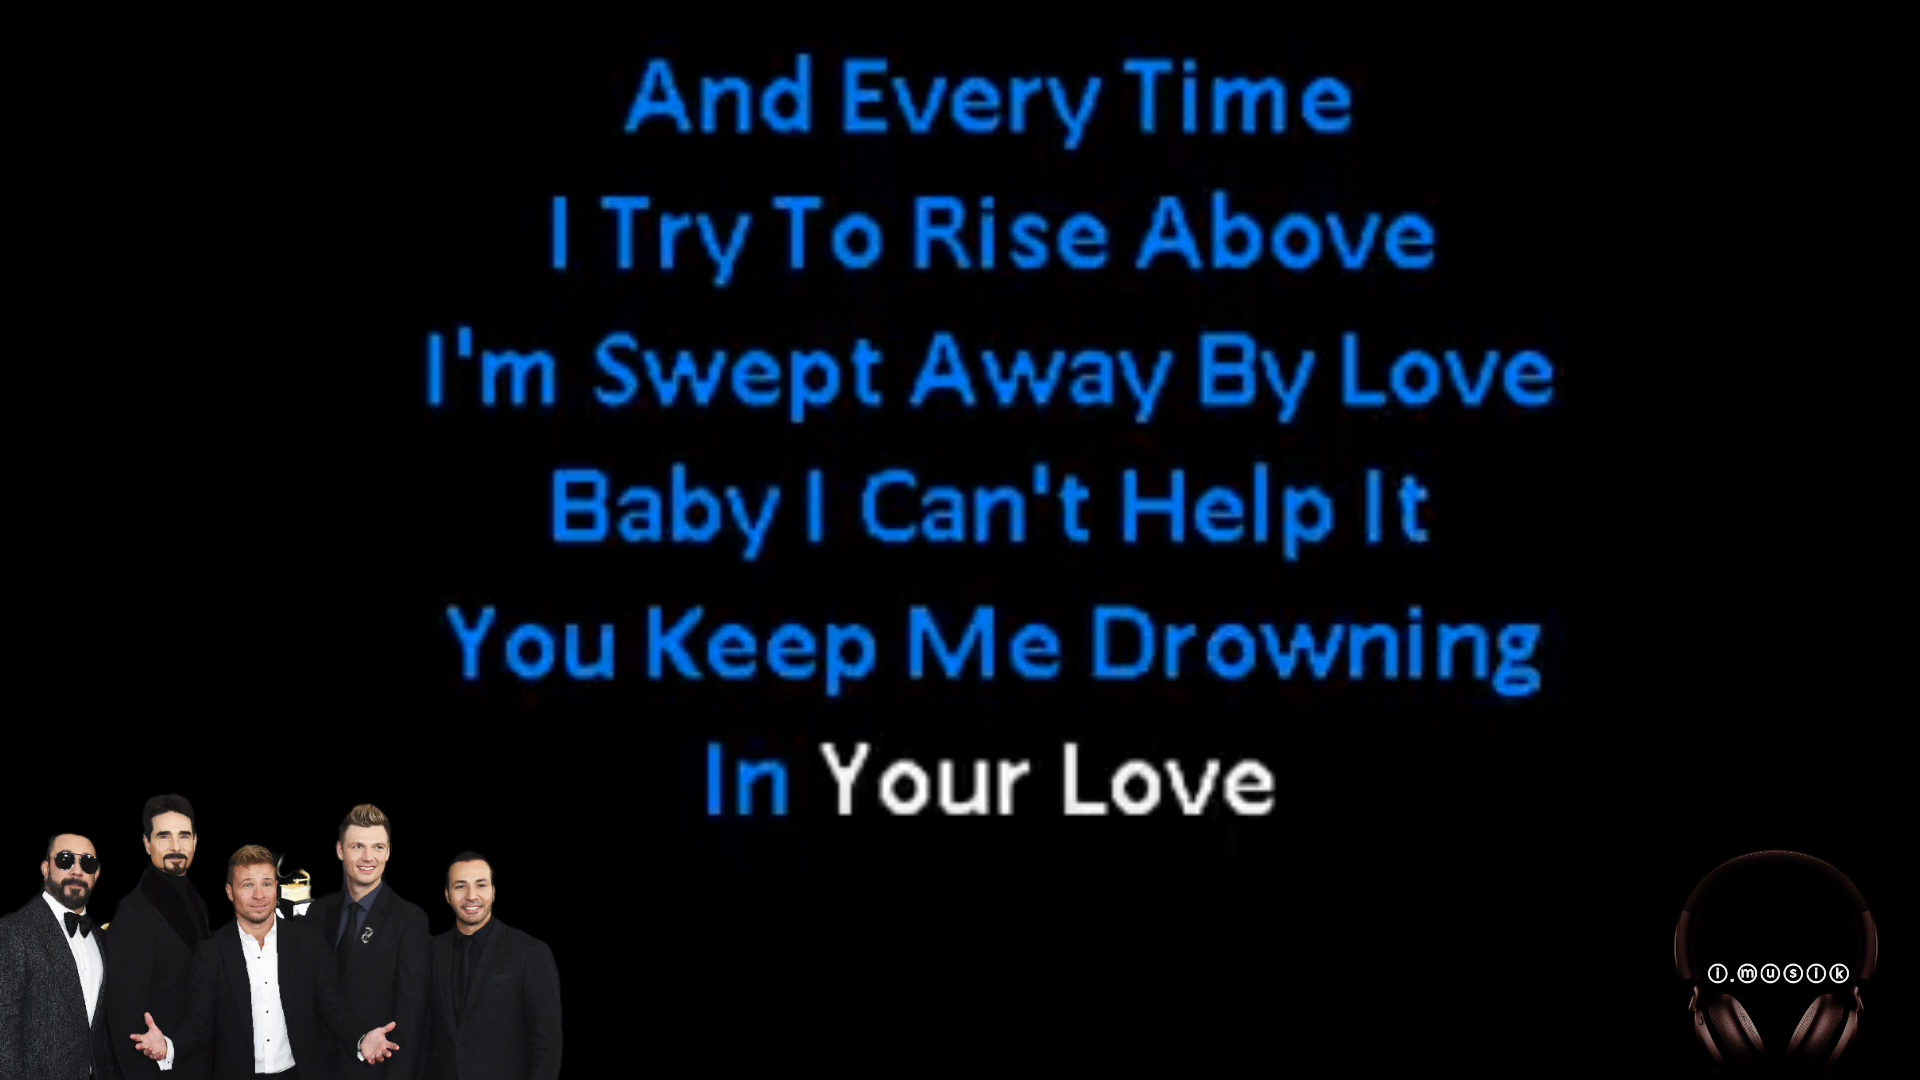 And Every Time
I Try To Rise Above
I'm Swept Away By Love
Baby I Can't Help It
You Keep Me Drowning
In Your Love
i.musik